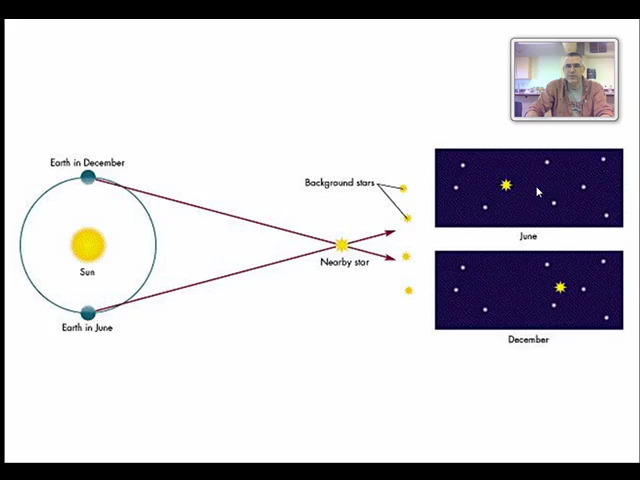 Earth in December
Background stars
Sun
Nearby star
Earth in June
June
December